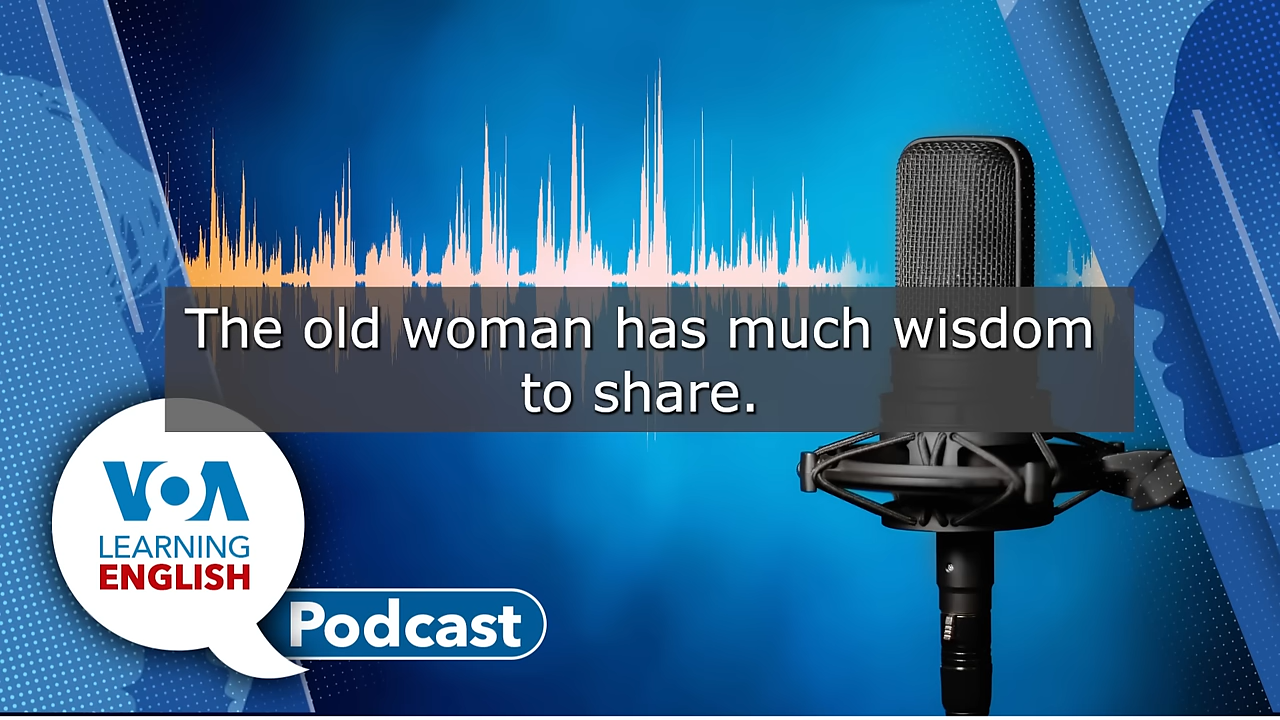 The old woman has much wisdom
to share.
VOA
LEARNING
ENGLISH
Podcast